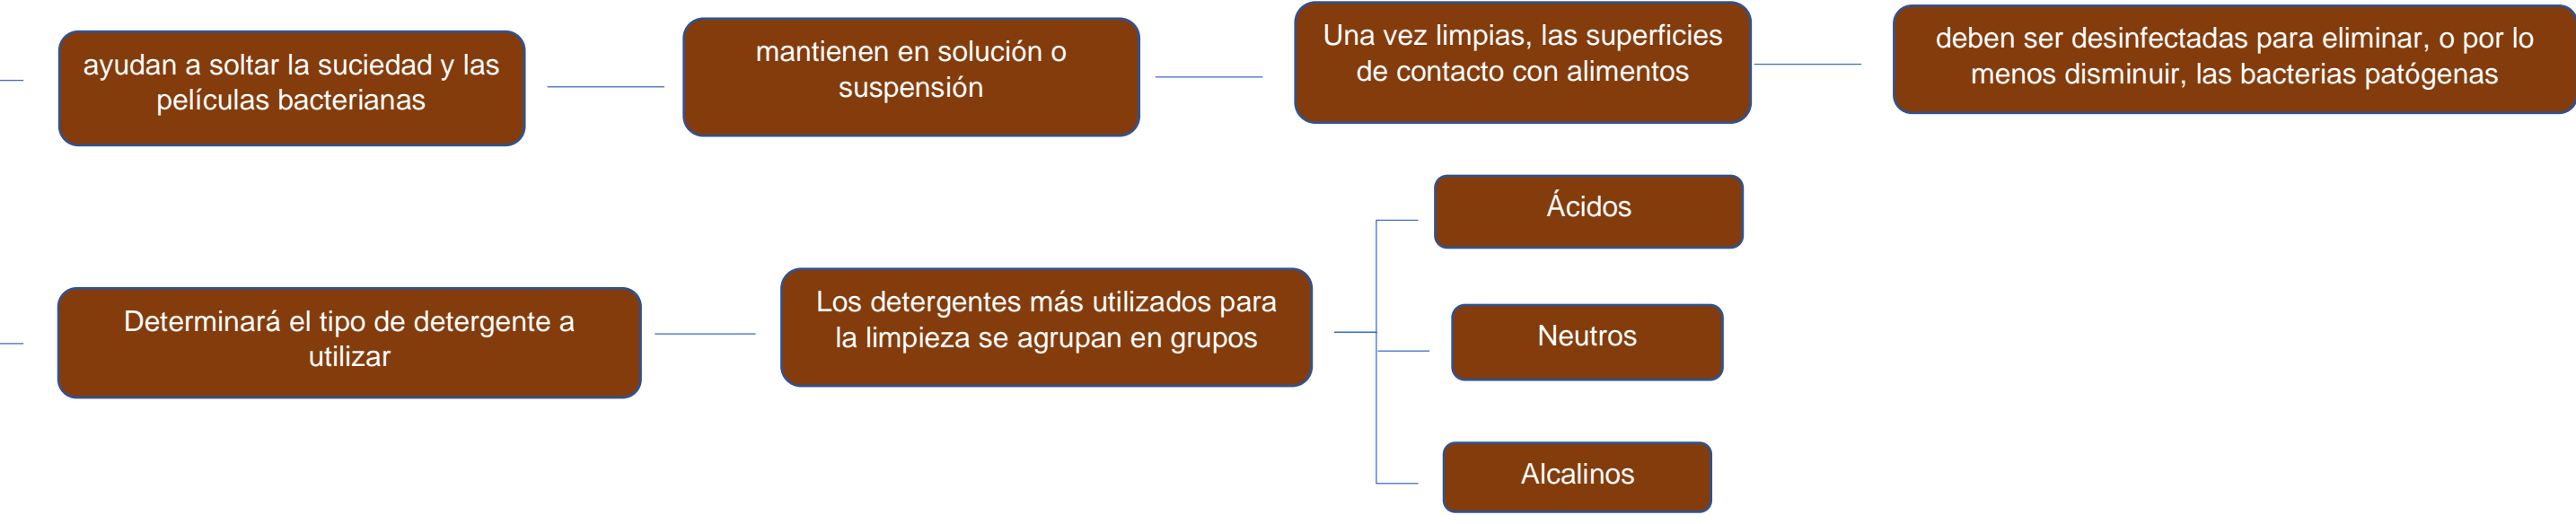 ayudan a soltar la suciedad y las
películas bacterianas
mantienen en solución o
suspensión
Una vez limpias, las superficies
de contacto con alimentos
deben ser desinfectadas para eliminar, o por lo
menos disminuir, las bacterias patógenas
Determinará el tipo de detergente a
utilizar
Los detergentes más utilizados para
la limpieza se agrupan en grupos
Ácidos
Neutros
Alcalinos